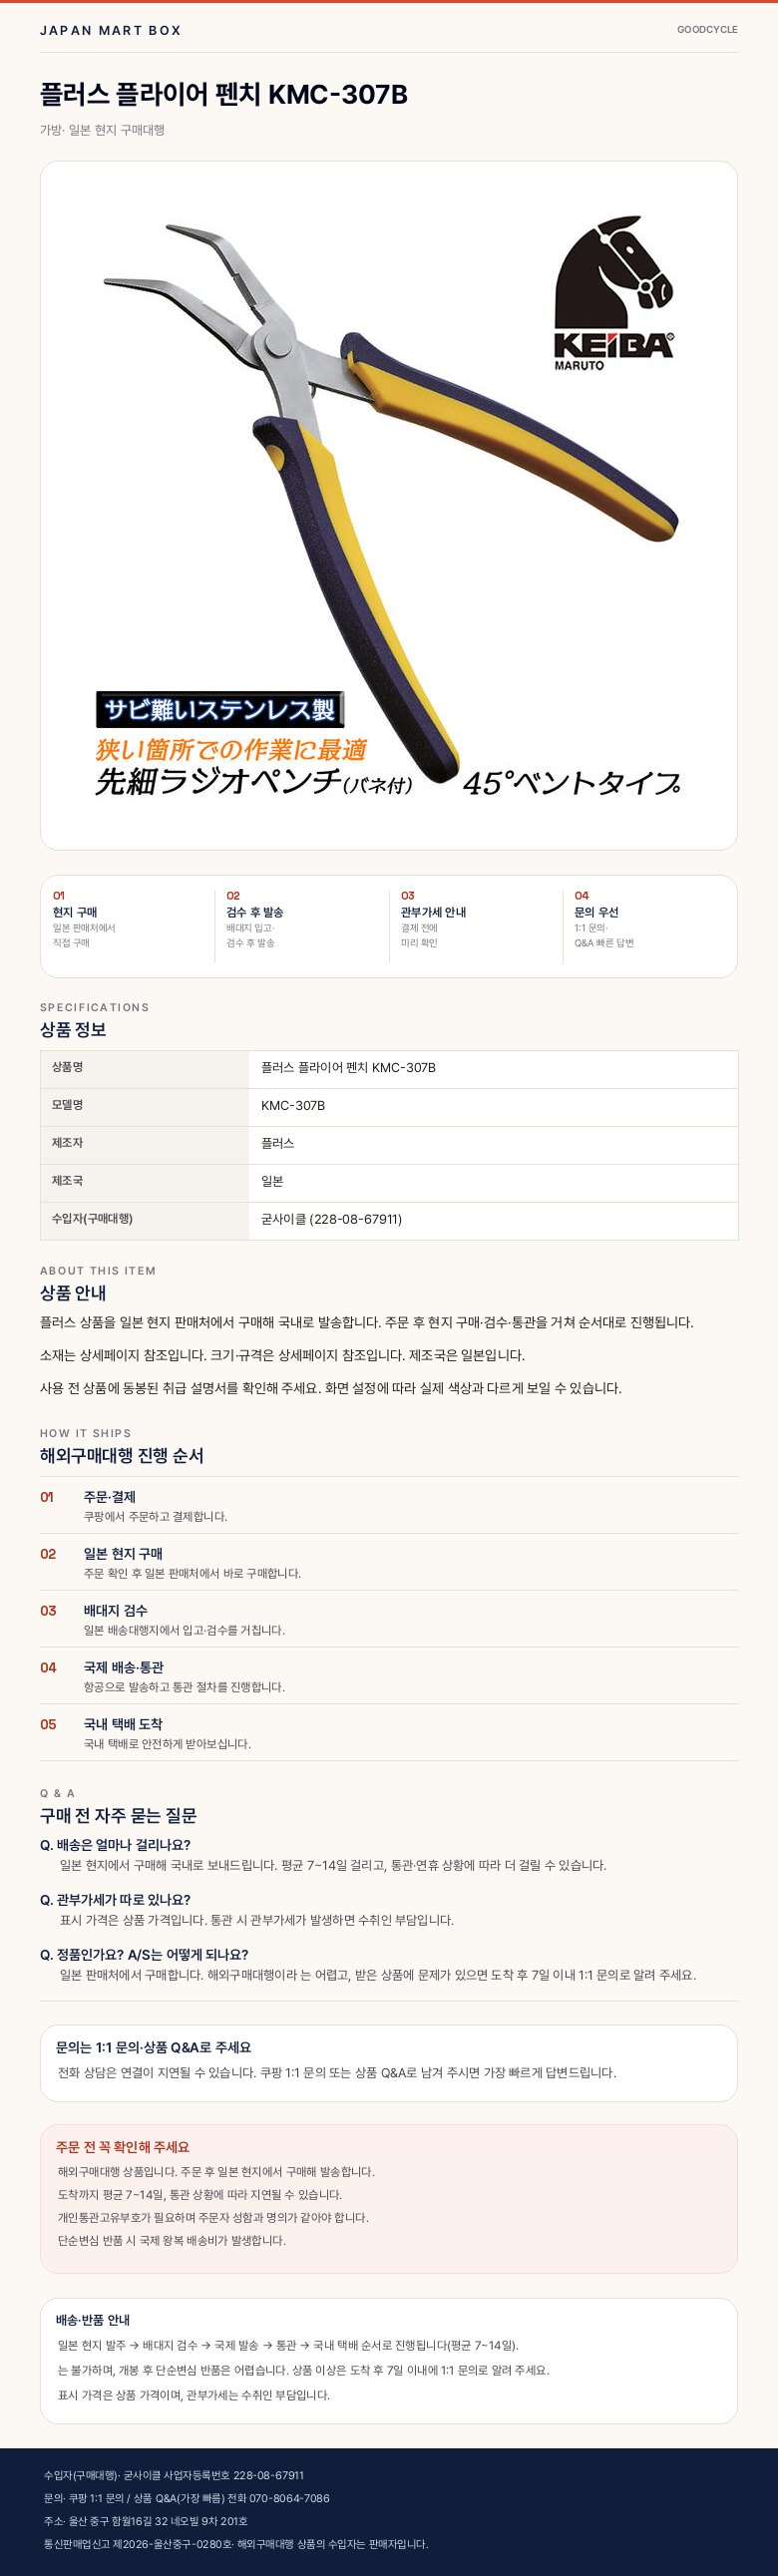 JAPAN MART BOX
GOODCYCLE
플러스 플라이어 펜치 KMC-307B
가방· 일본 현지 구매대행
KEIBA®
MARUTO
サビ難いステンレス製
狭い箇所での作業に最適
先細ラジオペンチ(バネ付) 45°ベントタイプ
01
현지 구매
일본 판매처에서
직접 구매
02
검수 후 발송
배대지 입고·
검수 후 발송
03
관부가세 안내
결제 전에
미리 확인
04
문의 우선
1:1 문의·
Q&A 빠른 답변
SPECIFICATIONS
상품 정보
상품명 플러스 플라이어 펜치 KMC-307B
모델명 KMC-307B
제조자 플러스
제조국 일본
수입자(구매대행) 굳사이클 (228-08-67911)
ABOUT THIS ITEM
상품 안내
플러스 상품을 일본 현지 판매처에서 구매해 국내로 발송합니다. 주문 후 현지 구매·검수·통관을 거쳐 순서대로 진행됩니다.
소재는 상세페이지 참조입니다. 크기·규격은 상세페이지 참조입니다. 제조국은 일본입니다.
사용 전 상품에 동봉된 취급 설명서를 확인해 주세요. 화면 설정에 따라 실제 색상과 다르게 보일 수 있습니다.
HOW IT SHIPS
해외구매대행 진행 순서
01 주문·결제
쿠팡에서 주문하고 결제합니다.
02 일본 현지 구매
주문 확인 후 일본 판매처에서 바로 구매합니다.
03 배대지 검수
일본 배송대행지에서 입고·검수를 거칩니다.
04 국제 배송·통관
항공으로 발송하고 통관 절차를 진행합니다.
05 국내 택배 도착
국내 택배로 안전하게 받아보십니다.
Q & A
구매 전 자주 묻는 질문
Q. 배송은 얼마나 걸리나요?
일본 현지에서 구매해 국내로 보내드립니다. 평균 7~14일 걸리고, 통관·연휴 상황에 따라 더 걸릴 수 있습니다.
Q. 관부가세가 따로 있나요?
표시 가격은 상품 가격입니다. 통관 시 관부가세가 발생하면 수취인 부담입니다.
Q. 정품인가요? A/S는 어떻게 되나요?
일본 판매처에서 구매합니다. 해외구매대행이라 는 어렵고, 받은 상품에 문제가 있으면 도착 후 7일 이내 1:1 문의로 알려 주세요.
문의는 1:1 문의·상품 Q&A로 주세요
전화 상담은 연결이 지연될 수 있습니다. 쿠팡 1:1 문의 또는 상품 Q&A로 남겨 주시면 가장 빠르게 답변드립니다.
주문 전 꼭 확인해 주세요
해외구매대행 상품입니다. 주문 후 일본 현지에서 구매해 발송합니다.
도착까지 평균 7~14일, 통관 상황에 따라 지연될 수 있습니다.
개인통관고유부호가 필요하며 주문자 성함과 명의가 같아야 합니다.
단순변심 반품 시 국제 왕복 배송비가 발생합니다.
배송·반품 안내
일본 현지 발주 → 배대지 검수 → 국제 발송 → 통관 → 국내 택배 순서로 진행됩니다(평균 7~14일).
는 불가하며, 개봉 후 단순변심 반품은 어렵습니다. 상품 이상은 도착 후 7일 이내에 1:1 문의로 알려 주세요.
표시 가격은 상품 가격이며, 관부가세는 수취인 부담입니다.
수입자(구매대행)· 굳사이클 사업자등록번호 228-08-67911
문의· 쿠팡 1:1 문의 / 상품 Q&A(가장 빠름) 전화 070-8064-7086
주소· 울산 중구 함월16길 32 네오빌 9차 201호
통신판매업신고 제2026-울산중구-0280호· 해외구매대행 상품의 수입자는 판매자입니다.